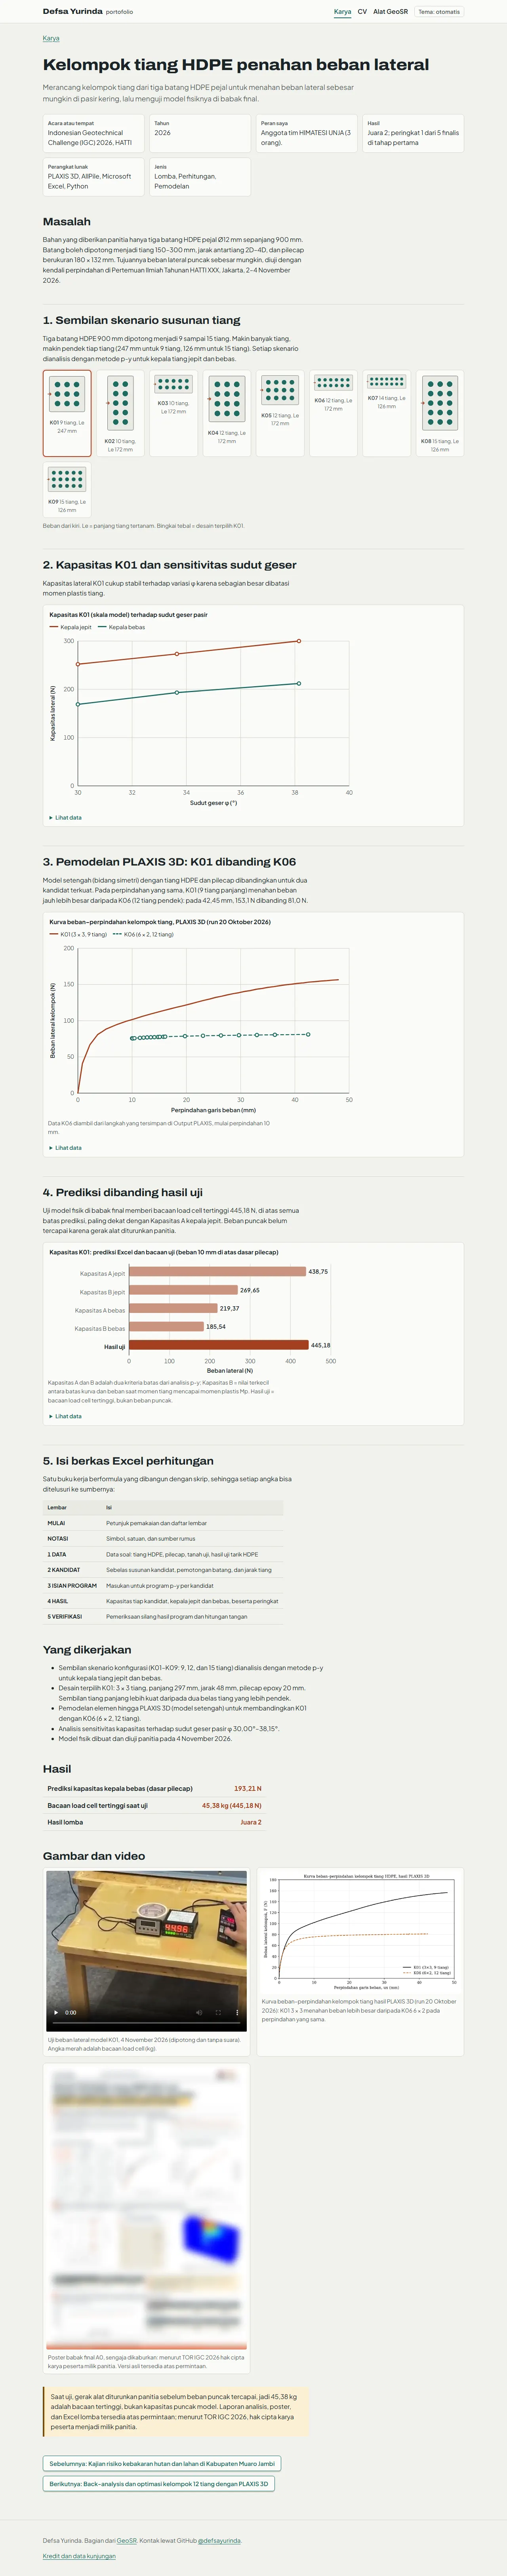 Defsa Yurinda portofolio
Karya CV Alat GeoSR Tema: otomatis
Karya
Kelompok tiang HDPE penahan beban lateral
Merancang kelompok tiang dari tiga batang HDPE pejal untuk menahan beban lateral sebesar
mungkin di pasir kering, lalu menguji model fisiknya di babak final.
Acara atau tempat
Indonesian Geotechnical
Challenge (IGC) 2026, HATTI
Tahun
2026
Peran saya
Anggota tim HIMATESI UNJA (3
orang).
Hasil
Juara 2; peringkat 1 dari 5 finalis
di tahap pertama
Perangkat lunak
PLAXIS 3D, AllPile, Microsoft
Excel, Python
Jenis
Lomba, Perhitungan,
Pemodelan
Masalah
Bahan yang diberikan panitia hanya tiga batang HDPE pejal Ø12 mm sepanjang 900 mm.
Batang boleh dipotong menjadi tiang 150–300 mm, jarak antartiang 2D–4D, dan pilecap
berukuran 180 × 132 mm. Tujuannya beban lateral puncak sebesar mungkin, diuji dengan
kendali perpindahan di Pertemuan Ilmiah Tahunan HATTI XXX, Jakarta, 2–4 November
2026.
1. Sembilan skenario susunan tiang
Tiga batang HDPE 900 mm dipotong menjadi 9 sampai 15 tiang. Makin banyak tiang,
makin pendek tiap tiang (247 mm untuk 9 tiang, 126 mm untuk 15 tiang). Setiap skenario
dianalisis dengan metode p-y untuk kepala tiang jepit dan bebas.
K01 9 tiang, Le
247 mm
K02 10 tiang,
Le 172 mm
K03 10 tiang,
Le 172 mm
K04 12 tiang, Le
172 mm
K05 12 tiang, Le
172 mm
K06 12 tiang, Le
172 mm
K07 14 tiang, Le
126 mm
K08 15 tiang, Le
126 mm
K09 15 tiang, Le
126 mm
Beban dari kiri. Le = panjang tiang tertanam. Bingkai tebal = desain terpilih K01.
2. Kapasitas K01 dan sensitivitas sudut geser
Kapasitas lateral K01 cukup stabil terhadap variasi φ karena sebagian besar dibatasi
momen plastis tiang.
Kapasitas K01 (skala model) terhadap sudut geser pasir
Kepala jepit Kepala bebas
300
200
100
0
30 32 34 36 38 40
Kapasitas lateral (N)
Sudut geser φ (°)
Lihat data
3. Pemodelan PLAXIS 3D: K01 dibanding K06
Model setengah (bidang simetri) dengan tiang HDPE dan pilecap dibandingkan untuk dua
kandidat terkuat. Pada perpindahan yang sama, K01 (9 tiang panjang) menahan beban
jauh lebih besar daripada K06 (12 tiang pendek): pada 42,45 mm, 153,1 N dibanding 81,0 N.
Kurva beban–perpindahan kelompok tiang, PLAXIS 3D (run 20 Oktober 2026)
K01 (3 × 3, 9 tiang) K06 (6 × 2, 12 tiang)
200
150
100
50
0
0 10 20 30 40 50
Beban lateral kelompok (N)
Perpindahan garis beban (mm)
Data K06 diambil dari langkah yang tersimpan di Output PLAXIS, mulai perpindahan 10
mm.
Lihat data
4. Prediksi dibanding hasil uji
Uji model fisik di babak final memberi bacaan load cell tertinggi 445,18 N, di atas semua
batas prediksi, paling dekat dengan Kapasitas A kepala jepit. Beban puncak belum
tercapai karena gerak alat diturunkan panitia.
Kapasitas K01: prediksi Excel dan bacaan uji (beban 10 mm di atas dasar pilecap)
Kapasitas A jepit 438,75
Kapasitas B jepit 269,65
Kapasitas A bebas 219,37
Kapasitas B bebas 185,54
Hasil uji 445,18
0 100 200 300 400 500
Beban lateral (N)
Kapasitas A dan B adalah dua kriteria batas dari analisis p-y; Kapasitas B = nilai terkecil
antara batas kurva dan beban saat momen tiang mencapai momen plastis Mp. Hasil uji =
bacaan load cell tertinggi, bukan beban puncak.
Lihat data
5. Isi berkas Excel perhitungan
Satu buku kerja berformula yang dibangun dengan skrip, sehingga setiap angka bisa
ditelusuri ke sumbernya:
Lembar Isi
MULAI Petunjuk pemakaian dan daftar lembar
NOTASI Simbol, satuan, dan sumber rumus
1 DATA Data soal: tiang HDPE, pilecap, tanah uji, hasil uji tarik HDPE
2 KANDIDAT Sebelas susunan kandidat, pemotongan batang, dan jarak tiang
3 ISIAN PROGRAM Masukan untuk program p-y per kandidat
4 HASIL Kapasitas tiap kandidat, kepala jepit dan bebas, beserta peringkat
5 VERIFIKASI Pemeriksaan silang hasil program dan hitungan tangan
Yang dikerjakan
Sembilan skenario konfigurasi (K01–K09: 9, 12, dan 15 tiang) dianalisis dengan metode p-y
untuk kepala tiang jepit dan bebas.
Desain terpilih K01: 3 × 3 tiang, panjang 297 mm, jarak 48 mm, pilecap epoxy 20 mm.
Sembilan tiang panjang lebih kuat daripada dua belas tiang yang lebih pendek.
Pemodelan elemen hingga PLAXIS 3D (model setengah) untuk membandingkan K01
dengan K06 (6 × 2, 12 tiang).
Analisis sensitivitas kapasitas terhadap sudut geser pasir φ 30,00°–38,15°.
Model fisik dibuat dan diuji panitia pada 4 November 2026.
Hasil
Prediksi kapasitas kepala bebas (dasar pilecap) 193,21 N
Bacaan load cell tertinggi saat uji 45,38 kg (445,18 N)
Hasil lomba Juara 2
Gambar dan video
0:00
Uji beban lateral model K01, 4 November 2026 (dipotong dan tanpa suara).
Angka merah adalah bacaan load cell (kg).
Kurva beban-perpindahan kelompok tiang HDPE, hasil PLAXIS 3D
180
160
140
120
100
80
60
40
20
0
0 10 20 30 40 50
K01 (3×3, 9 tiang)
K06 (6×2, 12 tiang)
Kurva beban-perpindahan kelompok tiang hasil PLAXIS 3D (run 20 Oktober
2026): K01 3 × 3 menahan beban lebih besar daripada K06 6 × 2 pada
perpindahan yang sama.
Poster babak final A0, sengaja dikaburkan: menurut TOR IGC 2026 hak cipta
karya peserta milik panitia. Versi asli tersedia atas permintaan.
Saat uji, gerak alat diturunkan panitia sebelum beban puncak tercapai, jadi 45,38 kg
adalah bacaan tertinggi, bukan kapasitas puncak model. Laporan analisis, poster,
dan Excel lomba tersedia atas permintaan; menurut TOR IGC 2026, hak cipta karya
peserta menjadi milik panitia.
Sebelumnya: Kajian risiko kebakaran hutan dan lahan di Kabupaten Muaro Jambi
Berikutnya: Back-analysis dan optimasi kelompok 12 tiang dengan PLAXIS 3D
Defsa Yurinda. Bagian dari GeoSR. Kontak lewat GitHub @defsayurinda.
Kredit dan data kunjungan